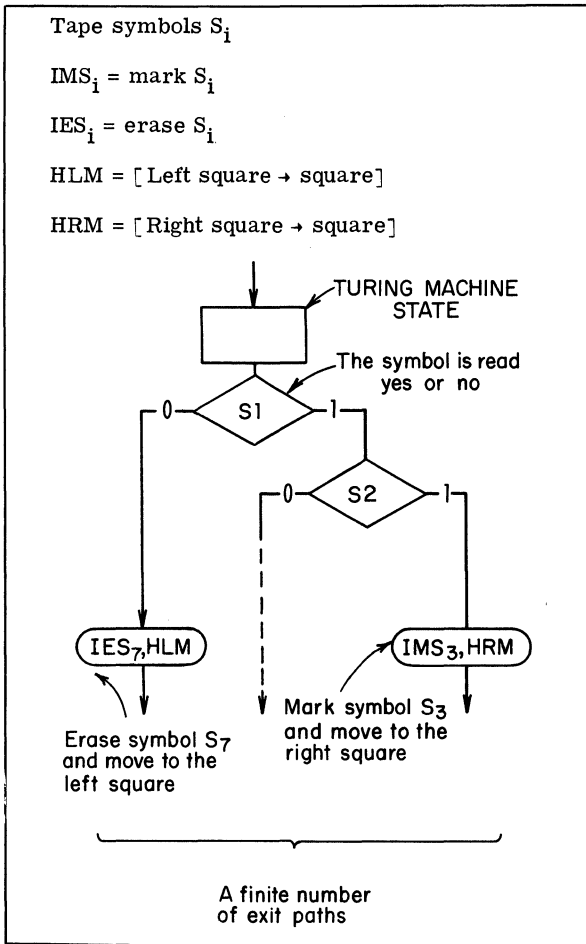 Tape symbols Sᵢ
IMSᵢ = mark Sᵢ
IESᵢ = erase Sᵢ
HLM = [Left square → square]
HRM = [Right square → square]
TURING MACHINE
STATE
The symbol is read
yes or no
0 S1 1
0 S2 1
IES₇,HLM
IMS₃,HRM
Erase symbol S₇
and move to the
left square
Mark symbol S₃
and move to the
right square
A finite number
of exit paths